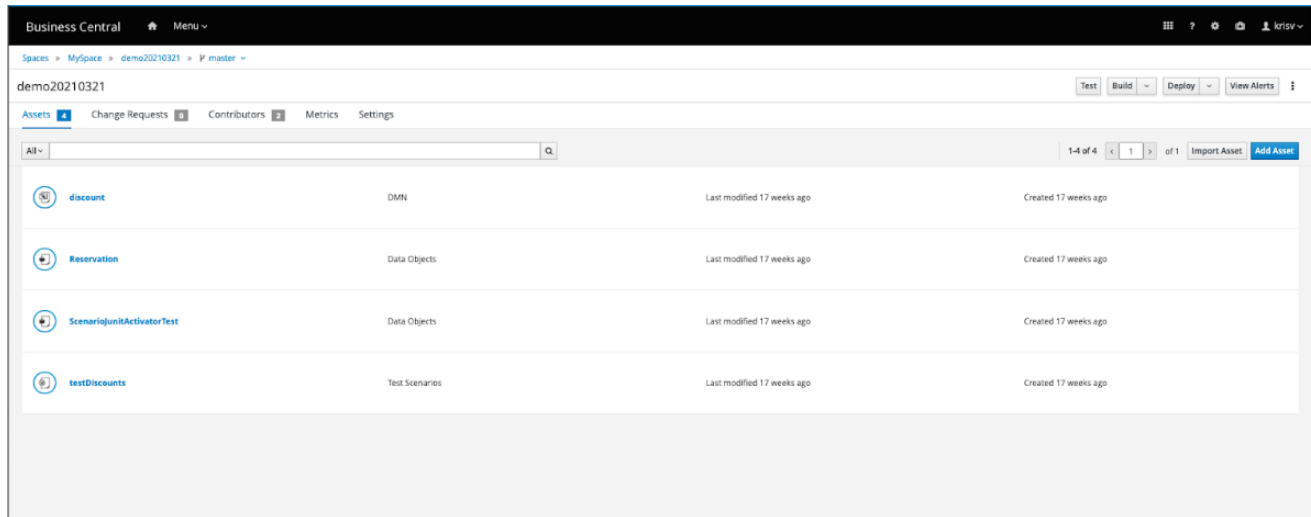 Business Central Menu ? krisv
Spaces » MySpace » demo20210321 » master
demo20210321 Test Build Deploy View Alerts
Assets 4 Change Requests 0 Contributors 2 Metrics Settings
All 1-4 of 4 < 1 > of 1 Import Asset Add Asset
discount DMN Last modified 17 weeks ago Created 17 weeks ago
Reservation Data Objects Last modified 17 weeks ago Created 17 weeks ago
ScenarioJunitActivatorTest Data Objects Last modified 17 weeks ago Created 17 weeks ago
testDiscounts Test Scenarios Last modified 17 weeks ago Created 17 weeks ago